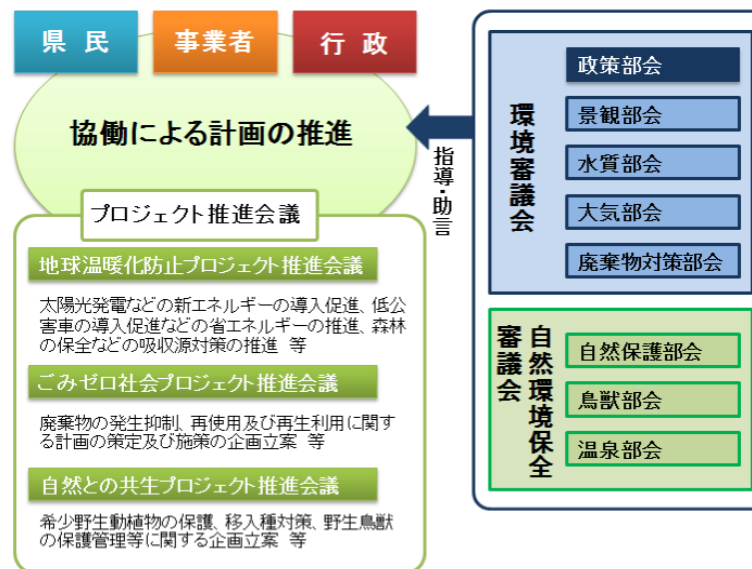 県民
事業者
行政
協働による計画の推進
プロジェクト推進会議
地球温暖化防止プロジェクト推進会議
太陽光発電などの新エネルギーの導入促進、低公
害車の導入促進などの省エネルギーの推進、森林
の保全などの吸収源対策の推進 等
ごみゼロ社会プロジェクト推進会議
廃棄物の発生抑制、再使用及び再生利用に関す
る計画の策定及び施策の企画立案 等
自然との共生プロジェクト推進会議
希少野生動植物の保護、移入種対策、野生鳥獣
の保護管理等に関する企画立案 等
指導・助言
環境審議会
政策部会
景観部会
水質部会
大気部会
廃棄物対策部会
自然環境保全
審議会
自然保護部会
鳥獣部会
温泉部会